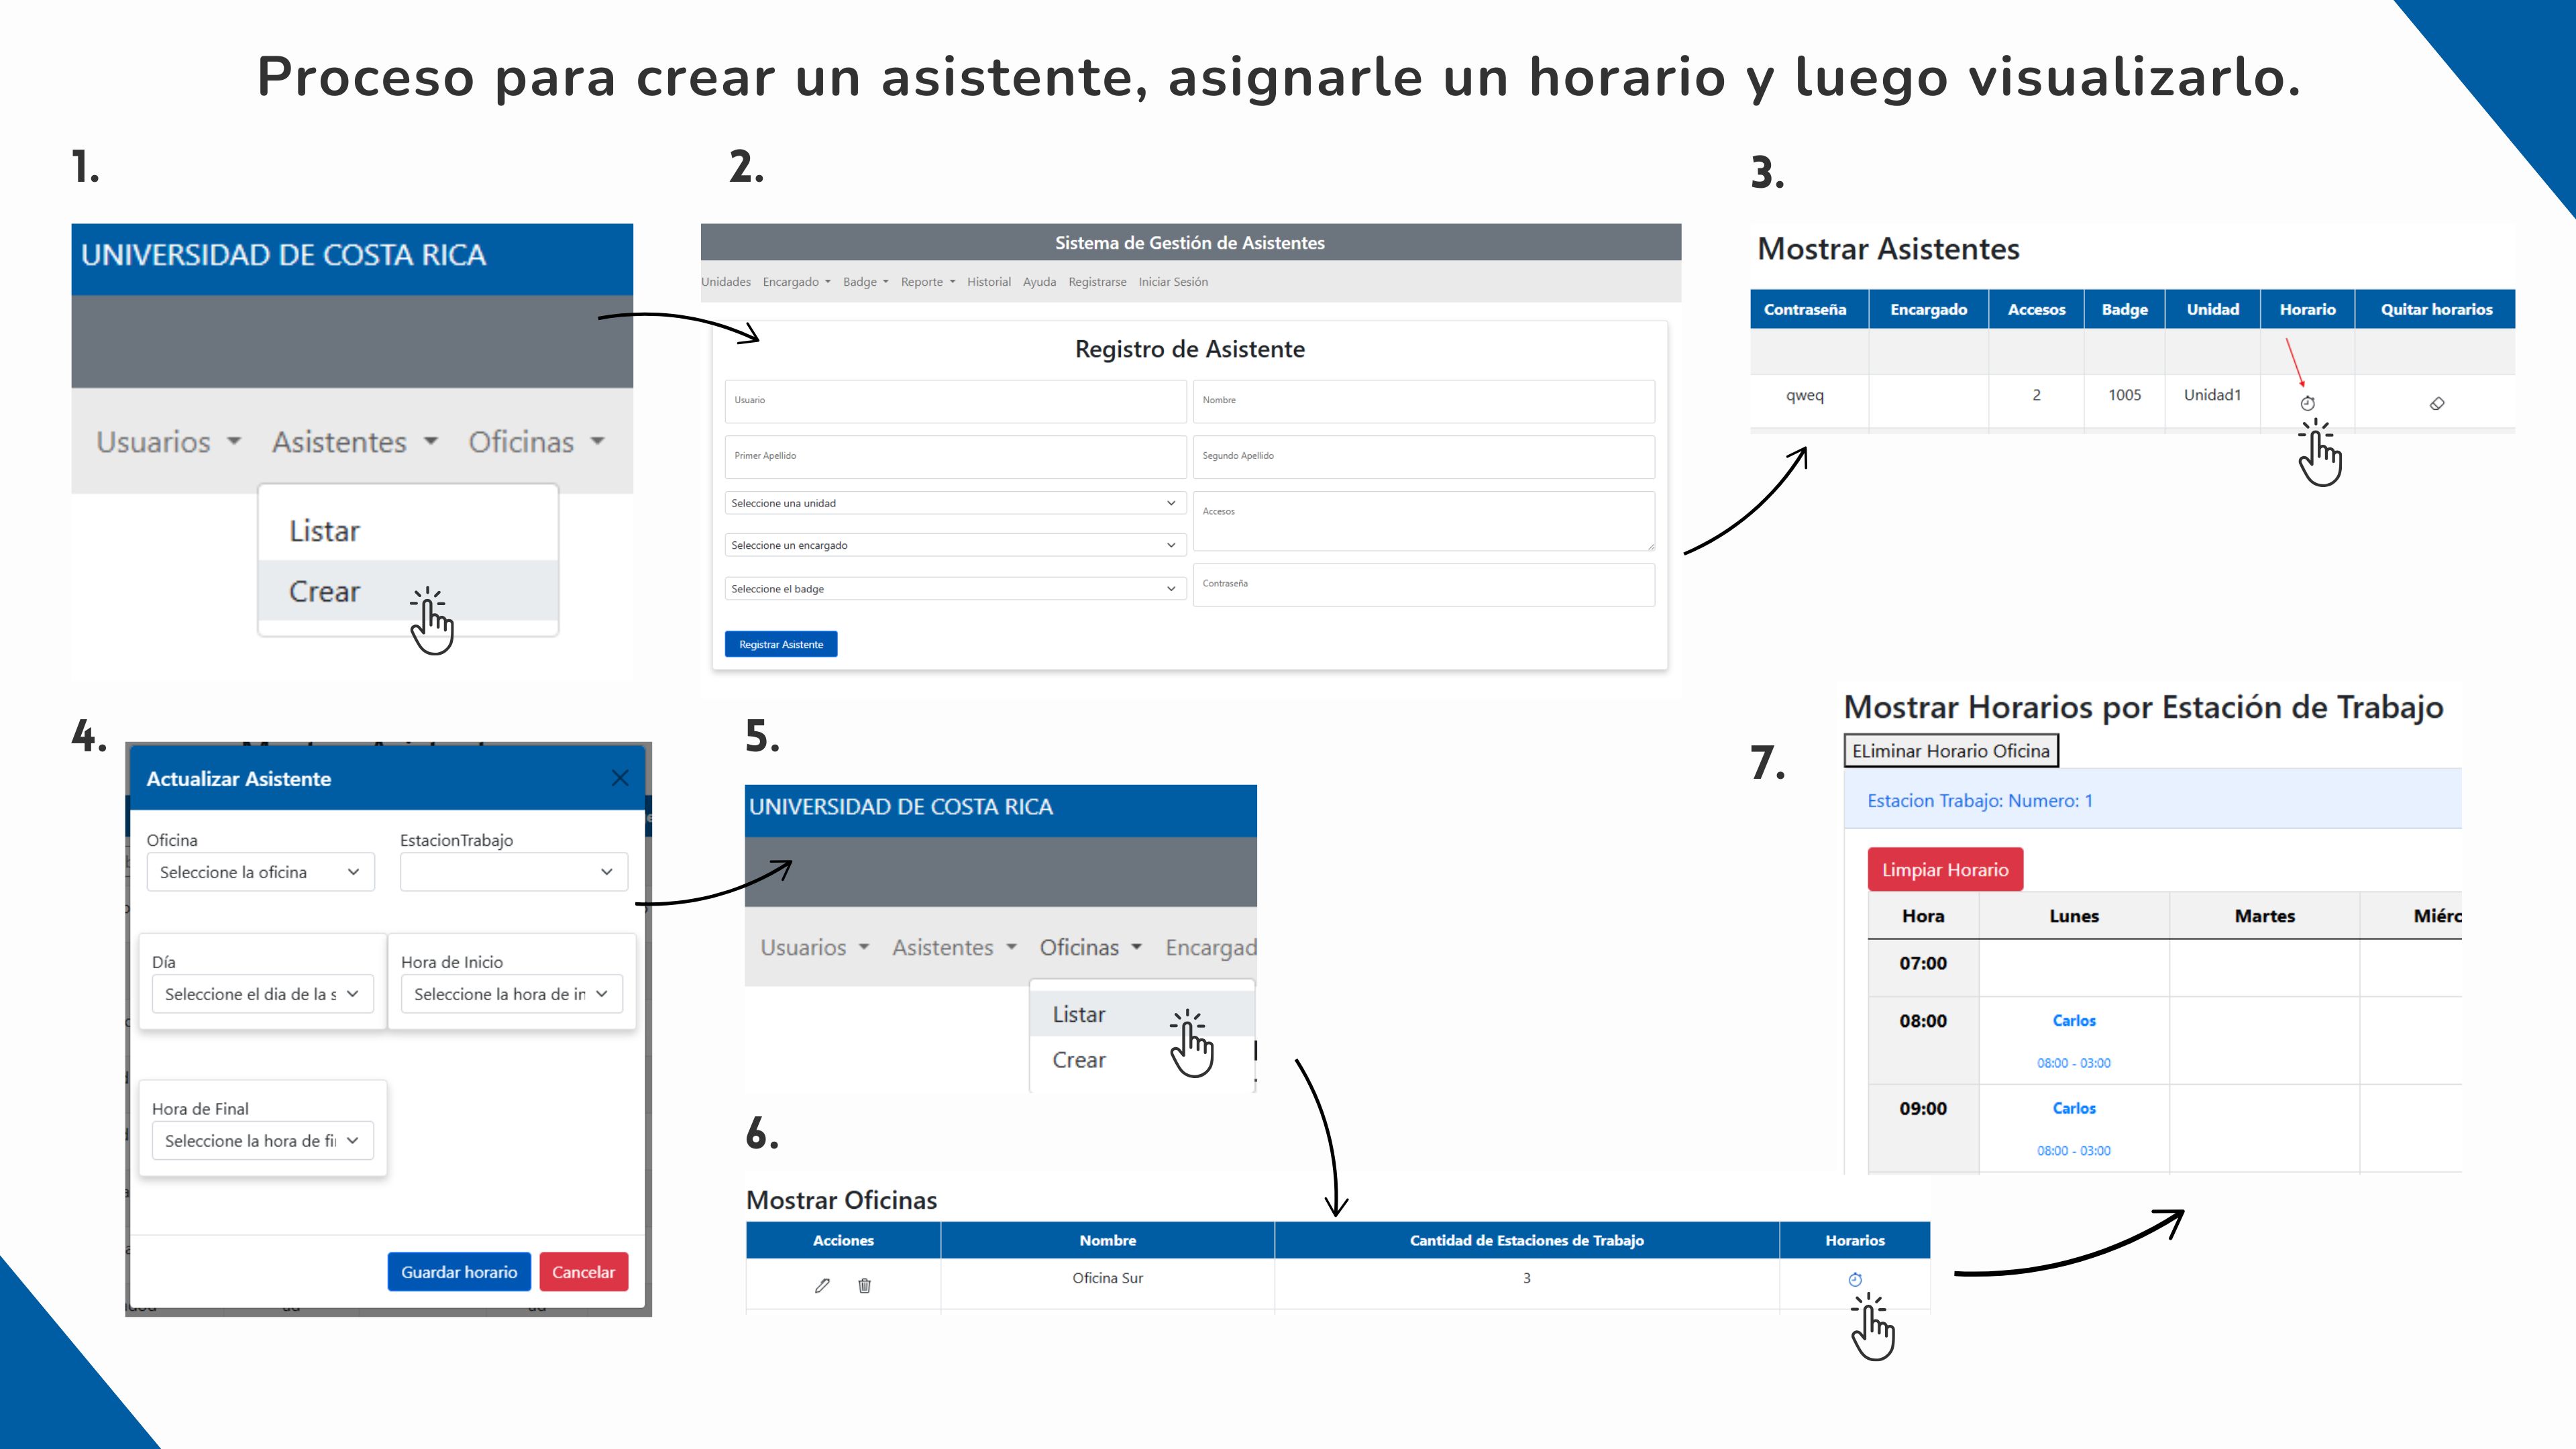 Proceso para crear un asistente, asignarle un horario y luego visualizarlo.
1.
UNIVERSIDAD DE COSTA RICA
Usuarios Asistentes Oficinas
Listar
Crear
2.
Sistema de Gestión de Asistentes
Unidades Encargado Badge Reporte Historial Ayuda Registrarse Iniciar Sesión
Registro de Asistente
Usuario Nombre
Primer Apellido Segundo Apellido
Seleccione una unidad Accesos
Seleccione un encargado
Seleccione el badge Contraseña
Registrar Asistente
3.
Mostrar Asistentes
Contraseña Encargado Accesos Badge Unidad Horario Quitar horarios
qweq 2 1005 Unidad1
4.
Actualizar Asistente
Oficina EstacionTrabajo
Seleccione la oficina
Día Hora de Inicio
Seleccione el dia de la s Seleccione la hora de in
Hora de Final
Seleccione la hora de fi
Guardar horario Cancelar
5.
UNIVERSIDAD DE COSTA RICA
Usuarios Asistentes Oficinas Encargad
Listar
Crear
6.
Mostrar Oficinas
Acciones Nombre Cantidad de Estaciones de Trabajo Horarios
Oficina Sur 3
7.
Mostrar Horarios por Estación de Trabajo
ELiminar Horario Oficina
Estacion Trabajo: Numero: 1
Limpiar Horario
Hora Lunes Martes Miérc
07:00
08:00 Carlos
08:00 - 03:00
09:00 Carlos
08:00 - 03:00